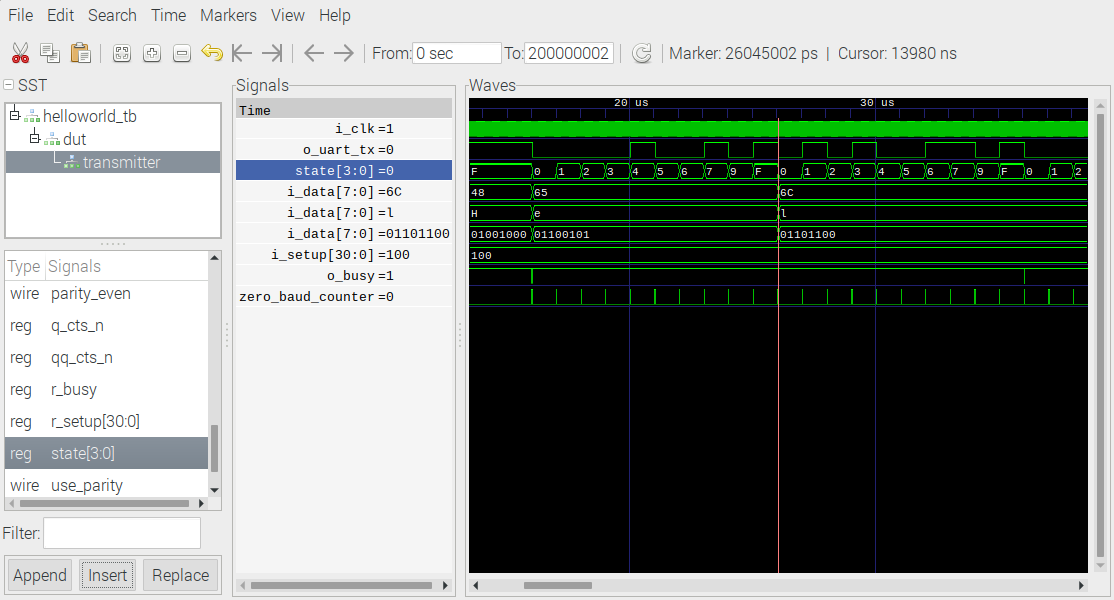 File Edit Search Time Markers View Help
From: 0 sec To: 200000002 Marker: 26045002 ps | Cursor: 13980 ns
SST
helloworld_tb
dut
transmitter
Type Signals
wire parity_even
reg q_cts_n
reg qq_cts_n
reg r_busy
reg r_setup[30:0]
reg state[3:0]
wire use_parity
Filter:
Append Insert Replace
Signals
Time
i_clk=1
o_uart_tx=0
state[3:0]=0
i_data[7:0]=6C
i_data[7:0]=l
i_data[7:0]=01101100
i_setup[30:0]=100
o_busy=1
zero_baud_counter=0
Waves
20 us 30 us
F 0 1 2 3 4 5 6 7 9 F 0 1 2 3 4 5 6 7 9 F 0 1 2
48 65 6C
H e l
01001000 01100101 01101100
100